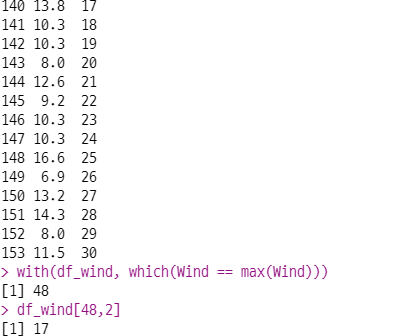 140 13.8  17
141 10.3  18
142 10.3  19
143  8.0  20
144 12.6  21
145  9.2  22
146 10.3  23
147 10.3  24
148 16.6  25
149  6.9  26
150 13.2  27
151 14.3  28
152  8.0  29
153 11.5  30
> with(df_wind, which(Wind == max(Wind)))
[1] 48
> df_wind[48,2]
[1] 17